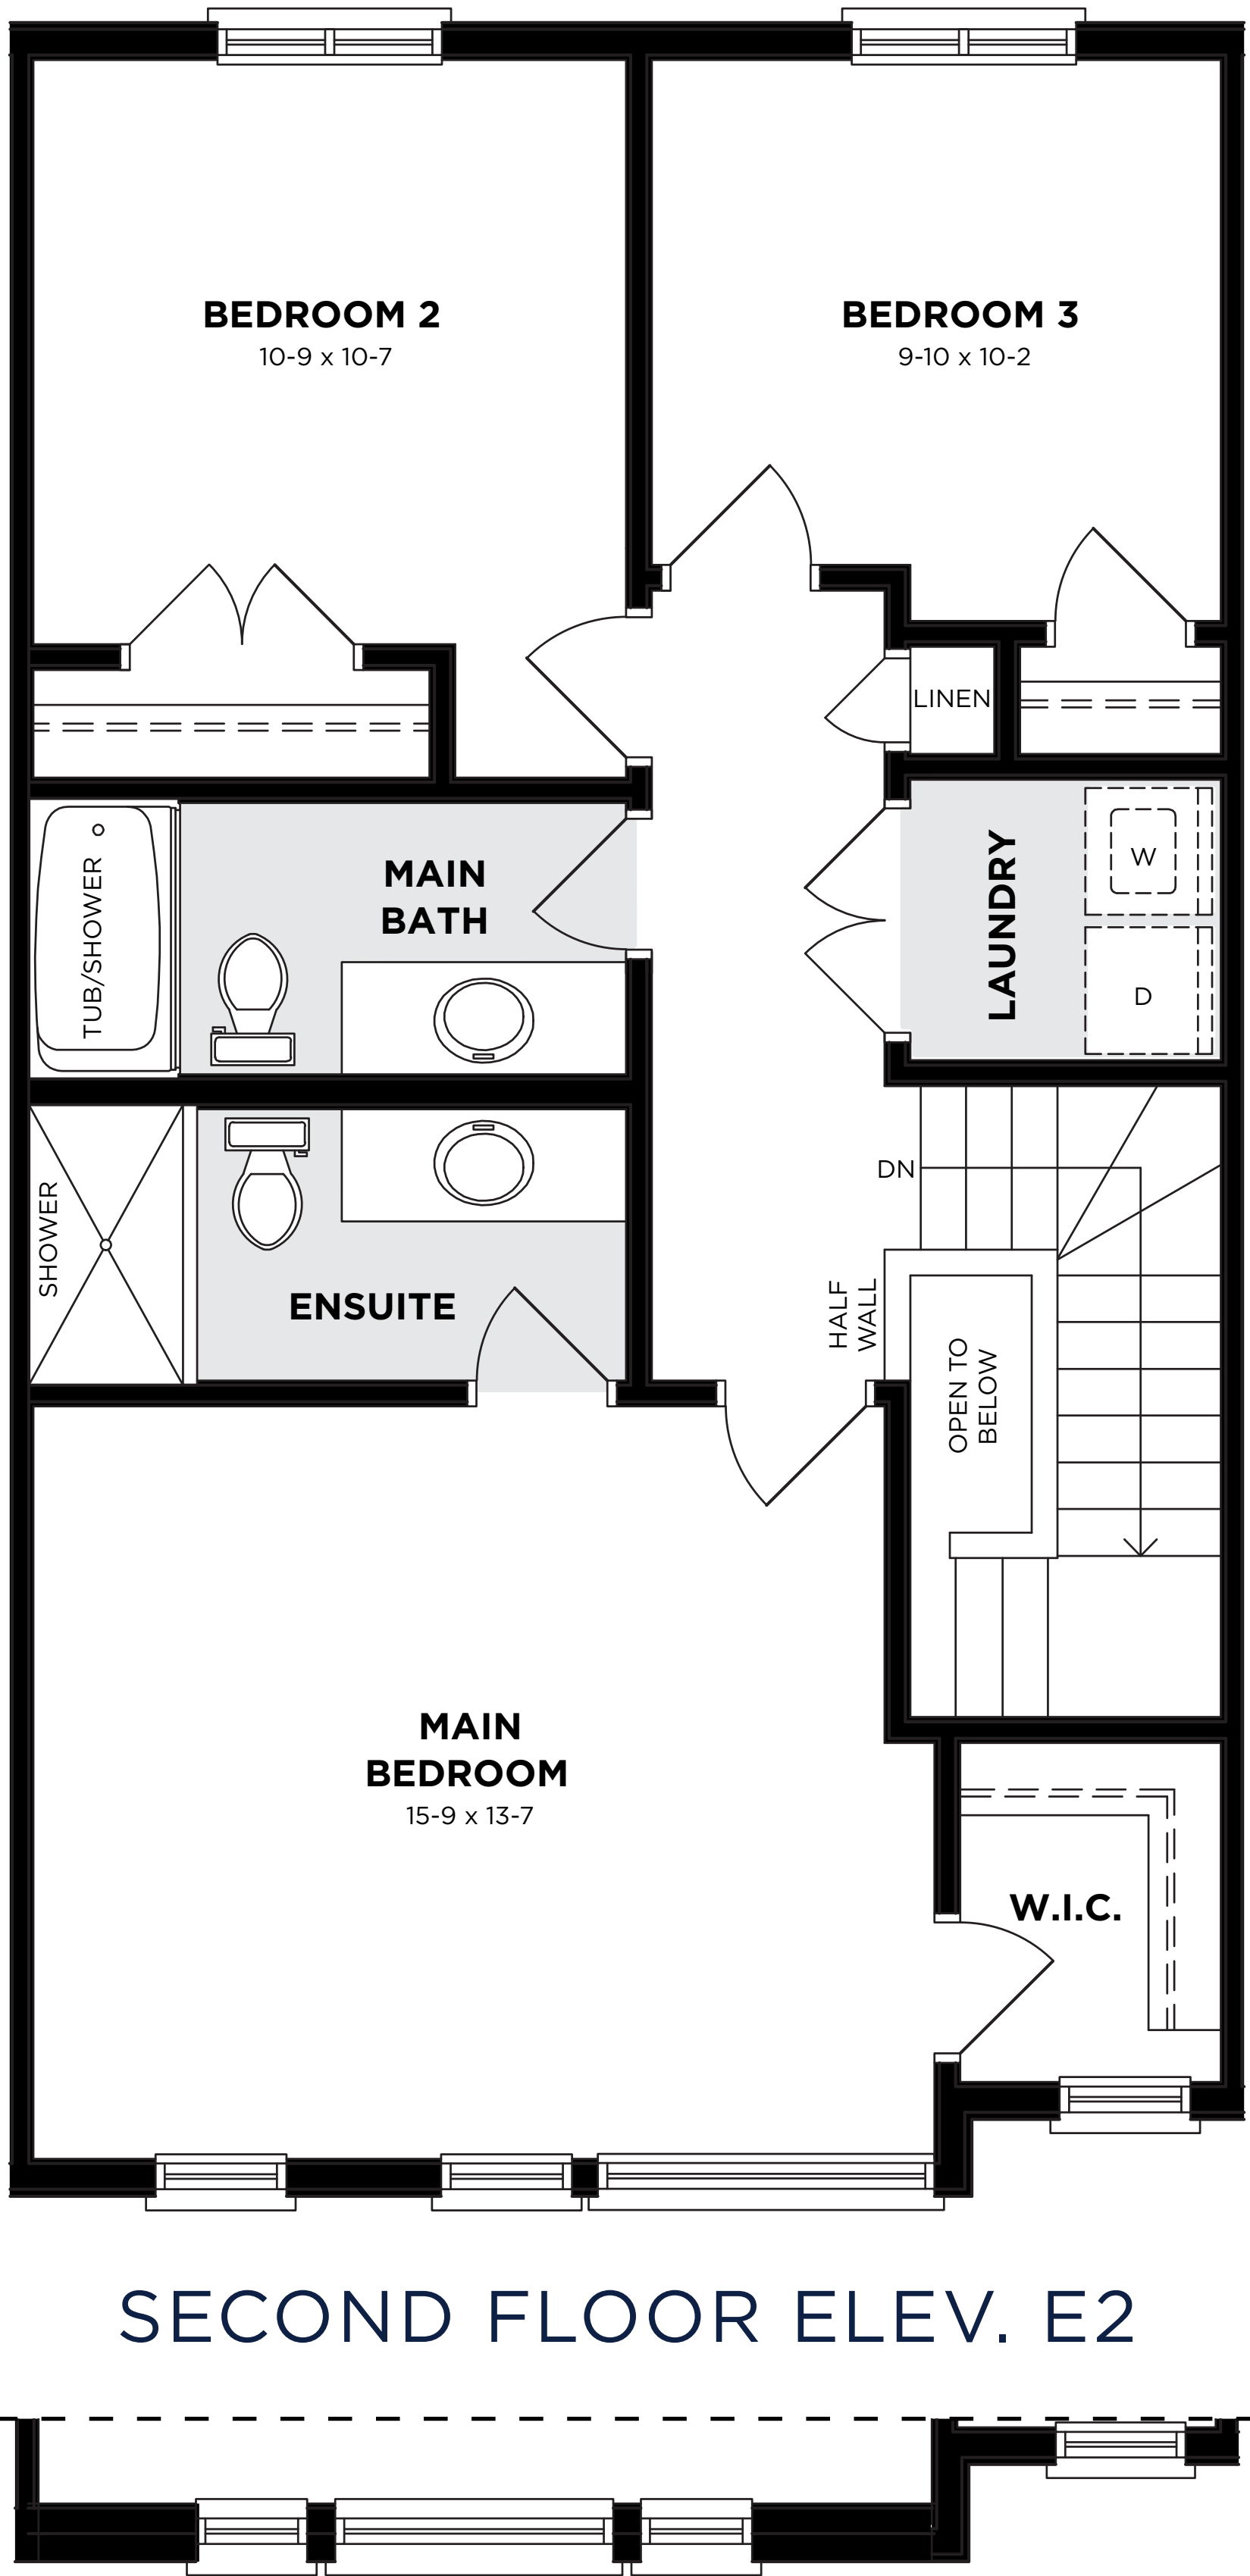 BEDROOM 2
10-9 x 10-7
BEDROOM 3
9-10 x 10-2
LINEN
TUB/SHOWER
MAIN
BATH
LAUNDRY
W
D
DN
SHOWER
ENSUITE
HALF
WALL
OPEN TO
BELOW
MAIN
BEDROOM
15-9 x 13-7
W.I.C.
SECOND FLOOR ELEV. E2